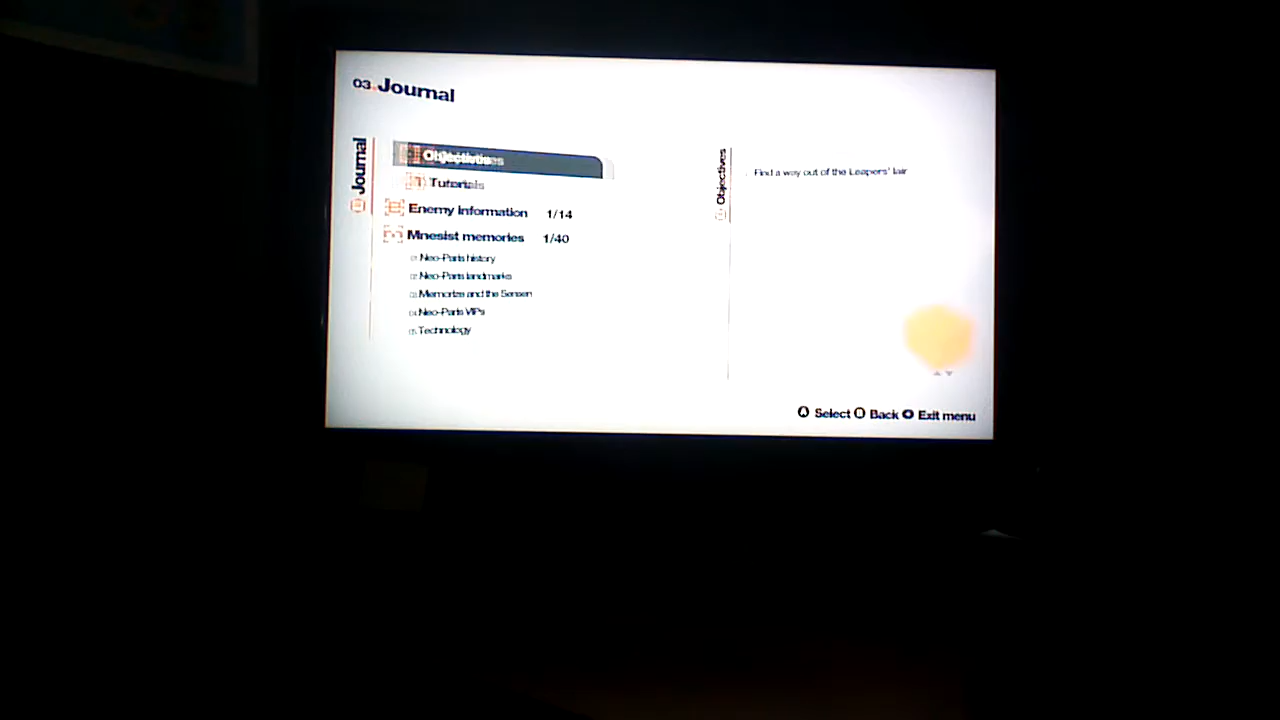 03.Journal
Journal
Objectives
Tutorials
Enemy Information 1/14
Mnesist memories 1/40
Neo-Paris history
Neo-Paris landmarks
Memorize and the Sensen
Neo-Paris VIPs
Technology
Objectives
Find a way out of the Leapers' lair
A Select B Back Exit menu